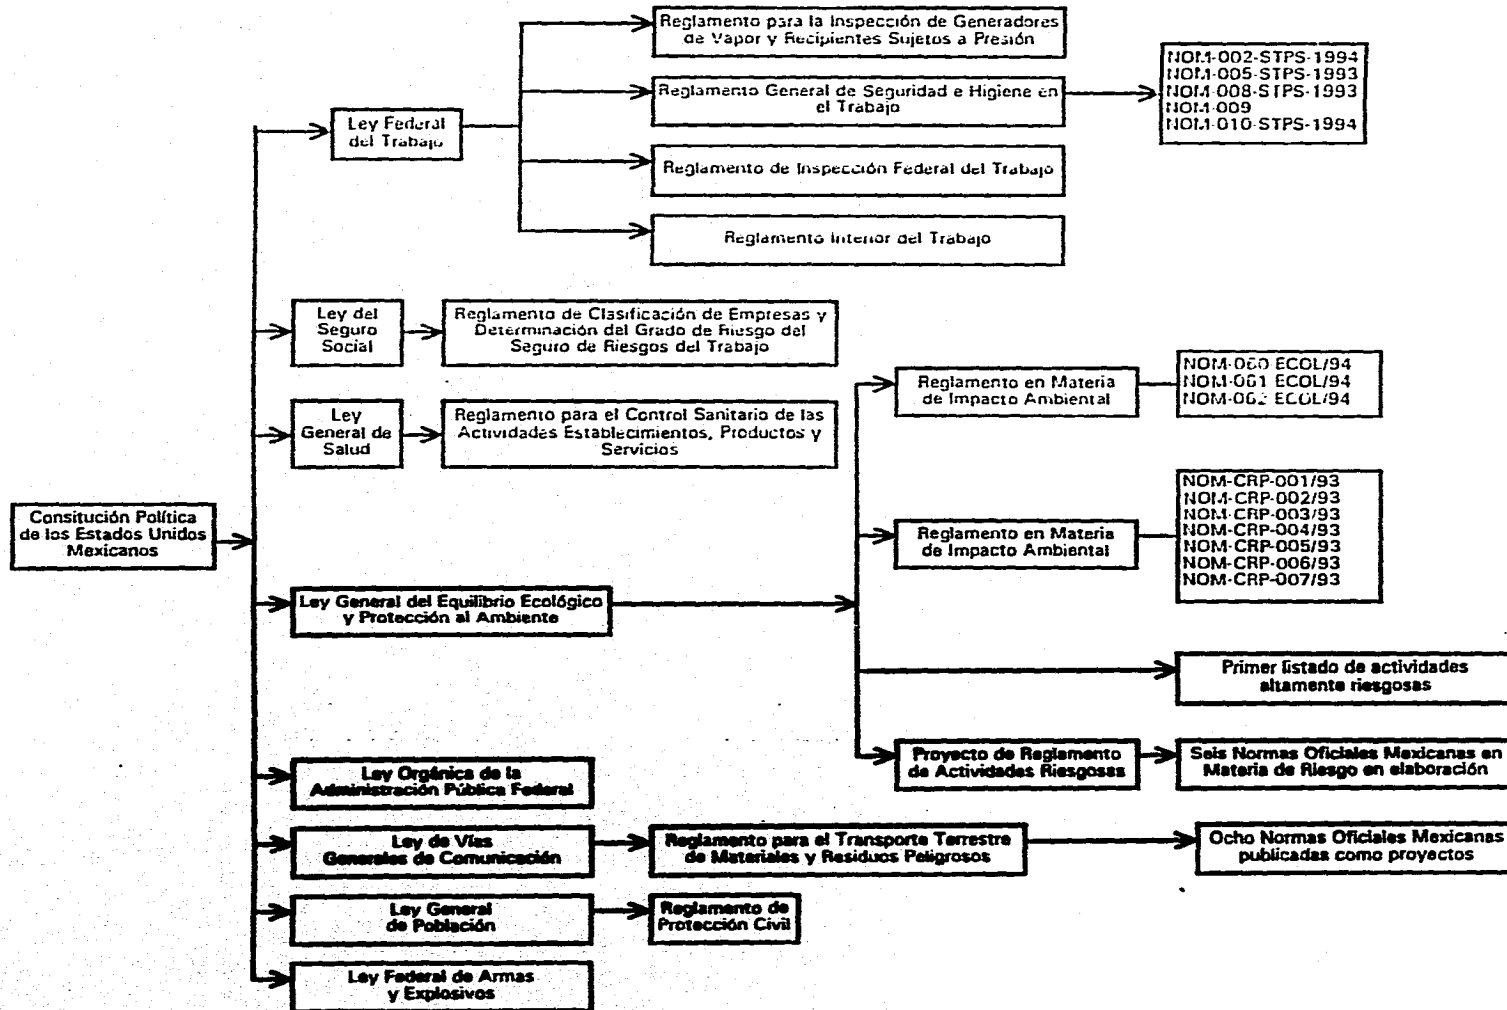 Reglamento para la Inspección de Generadores
de Vapor y Recipientes Sujetos a Presión
NOM-002-STPS-1994
NOM-005-STPS-1993
NOM-008-STPS-1993
NOM-009
NOM-010-STPS-1994
Reglamento General de Seguridad e Higiene en
el Trabajo
Ley Federal
del Trabajo
Reglamento de Inspección Federal del Trabajo
Reglamento Interior del Trabajo
Ley del
Seguro
Social
Reglamento de Clasificación de Empresas y
Determinación del Grado de Riesgo del
Seguro de Riesgos del Trabajo
Reglamento en Materia
de Impacto Ambiental
NOM-060 ECOL/94
NOM-061 ECOL/94
NOM-062 ECOL/94
Ley
General de
Salud
Reglamento para el Control Sanitario de las
Actividades Establecimientos, Productos y
Servicios
Consitución Política
de los Estados Unidos
Mexicanos
Reglamento en Materia
de Impacto Ambiental
NOM-CRP-001/93
NOM-CRP-002/93
NOM-CRP-003/93
NOM-CRP-004/93
NOM-CRP-005/93
NOM-CRP-006/93
NOM-CRP-007/93
Ley General del Equilibrio Ecológico
y Protección al Ambiente
Primer listado de actividades
altamente riesgosas
Proyecto de Reglamento
de Actividades Riesgosas
Seis Normas Oficiales Mexicanas en
Materia de Riesgo en elaboración
Ley Orgánica de la
Administración Pública Federal
Ley de Vías
Generales de Comunicación
Reglamento para el Transporte Terrestre
de Materiales y Residuos Peligrosos
Ocho Normas Oficiales Mexicanas
publicadas como proyectos
Ley General
de Población
Reglamento de
Protección Civil
Ley Federal de Armas
y Explosivos